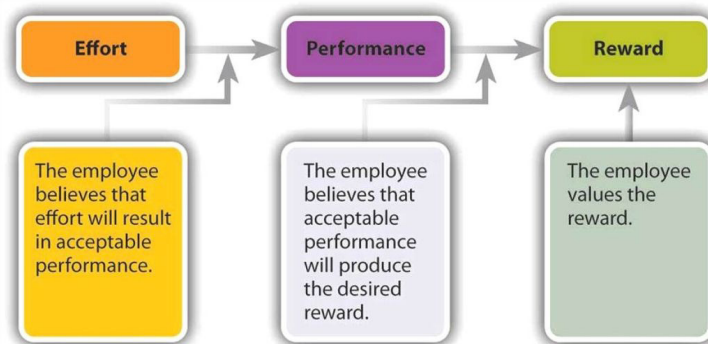 Effort
Performance
Reward
The employee
believes that
effort will result
in acceptable
performance.
The employee
believes that
acceptable
performance
will produce
the desired
reward.
The employee
values the
reward.